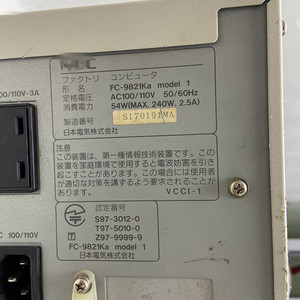 NEC
ファクトリ コンピュータ
形名 FC-9821Ka model 1
定格電圧 AC100/110V 50/60Hz
消費電力 54W(MAX. 240W, 2.5A)
製造番号 S170191MA
日本電気株式会社
00/110V-3A
注意
この装置は、第一種情報技術装置です。この
装置を家庭環境で使用すると電波妨害を引き
起こすことがあります。この場合には使用者
が適切な対策を講ずるよう要求されることが
あります。 VCCI-1
認定番号
S97-3012-0
T97-5010-0
Z97-9999-9
FC-9821Ka model 1
日本電気株式会社
C 100/110V